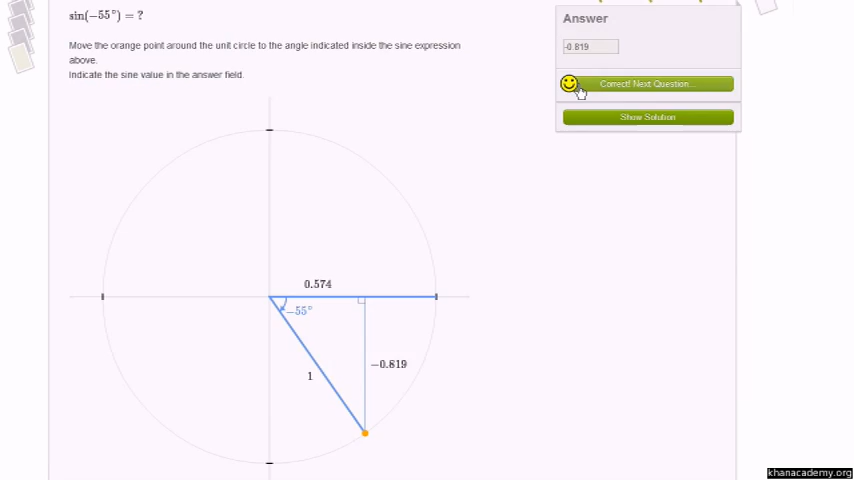 sin(−55°) = ?
Move the orange point around the unit circle to the angle indicated inside the sine expression
above.
Indicate the sine value in the answer field.
Answer
-0.819
Correct! Next Question...
Show Solution
0.574
−55°
−0.819
1
khanacademy.org